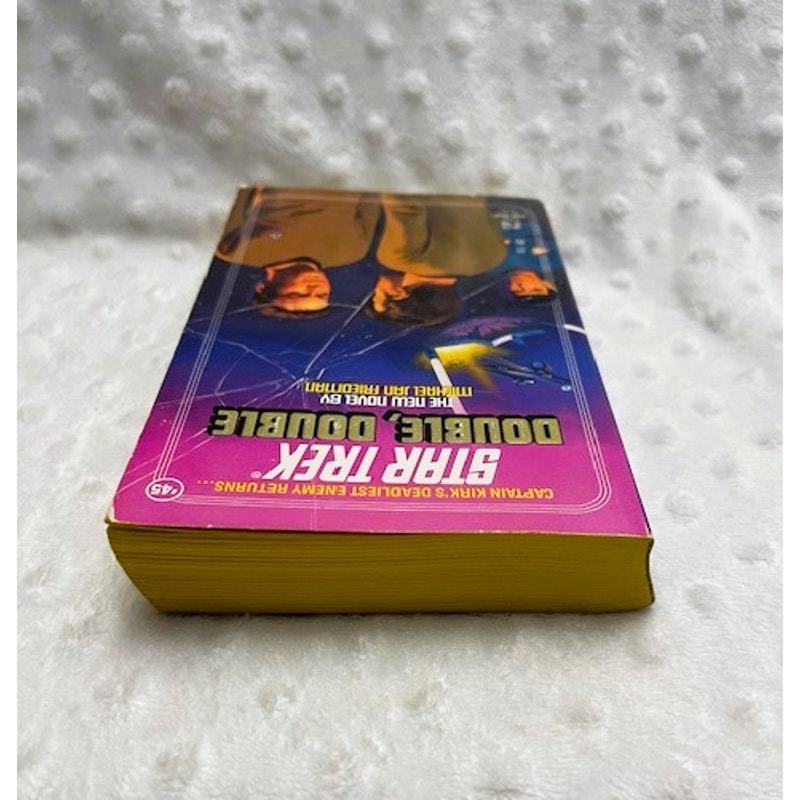 #45
CAPTAIN KIRK'S DEADLIEST ENEMY RETURNS...
STAR TREK®
DOUBLE, DOUBLE
THE NEW NOVEL BY
MICHAEL JAN FRIEDMAN